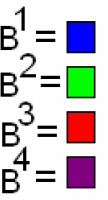 B¹ =
B² =
B³ =
B⁴ =